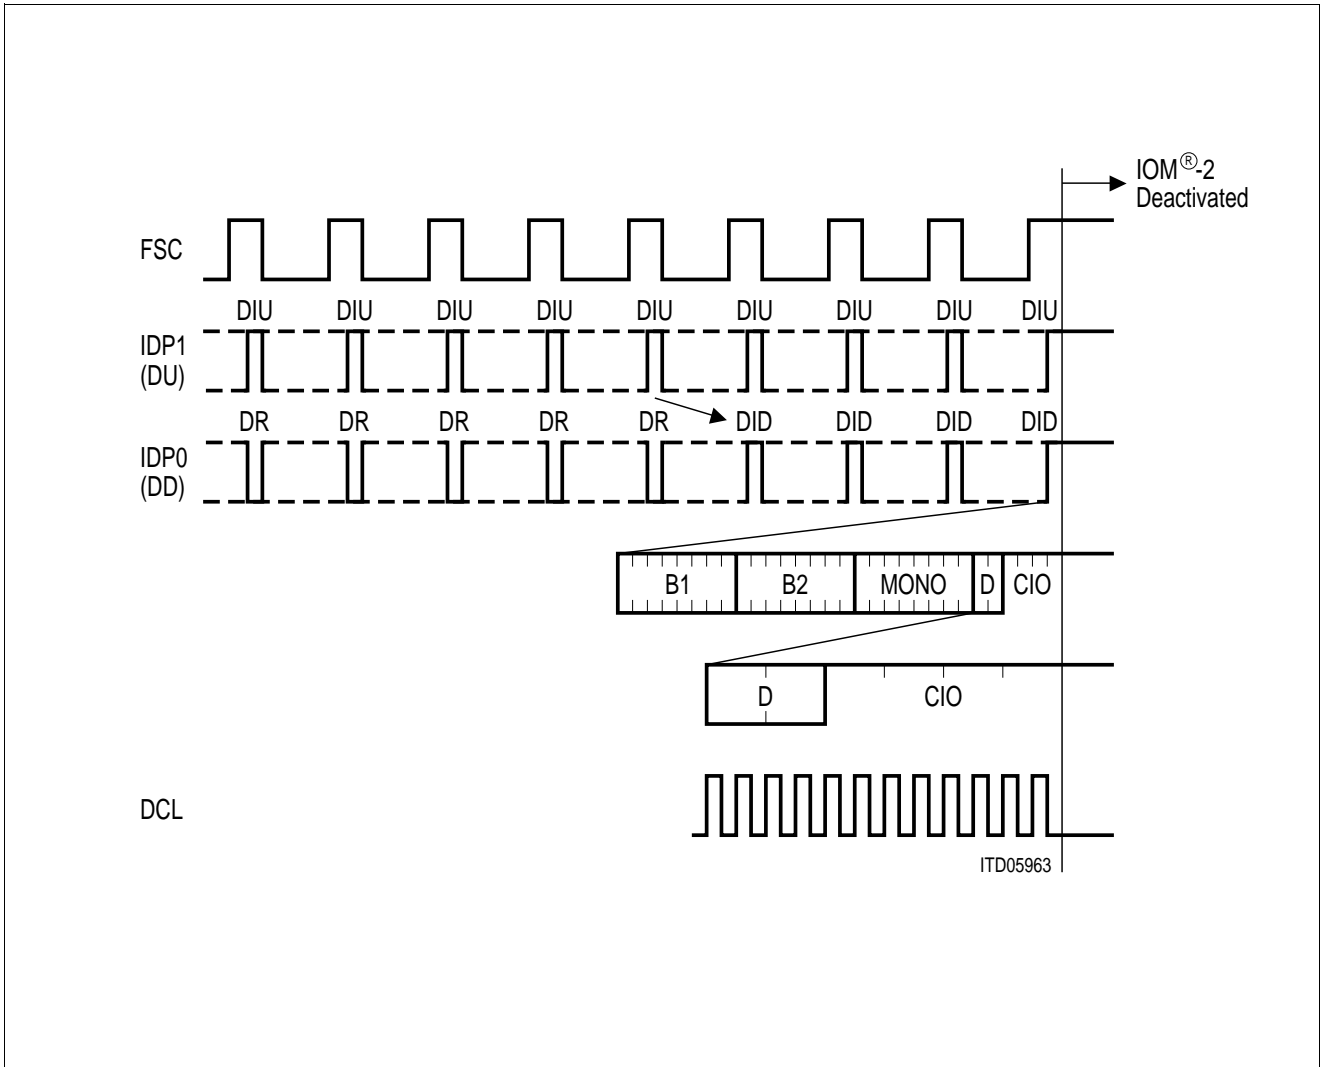 IOM®-2
Deactivated
FSC
DIU DIU DIU DIU DIU DIU DIU DIU DIU
IDP1
(DU)
DR DR DR DR DR DID DID DID DID
IDP0
(DD)
B1 B2 MONO D CIO
D CIO
DCL
ITD05963